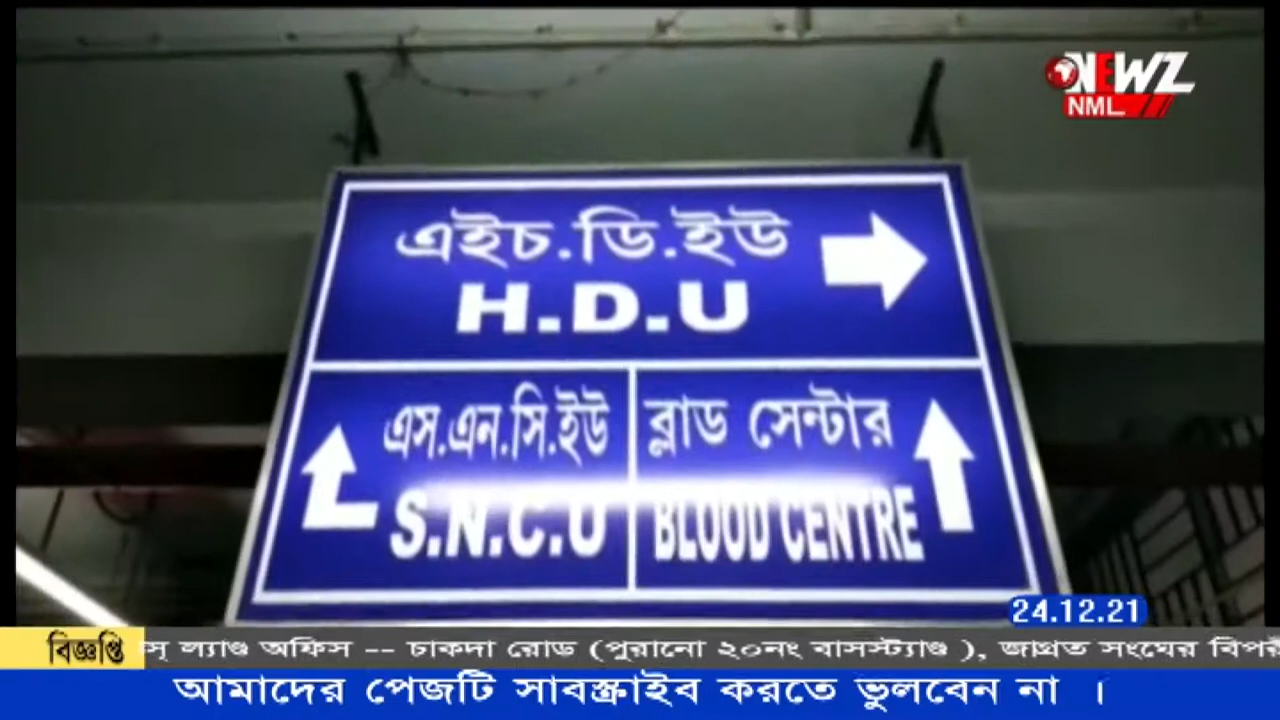 NEWZ
NML
এইচ.ডি.ইউ
H.D.U
এস.এন.সি.ইউ
S.N.C.U
ব্লাড সেন্টার
BLOOD CENTRE
24.12.21
বিজ্ঞপ্তি
ল্যাণ্ড অফিস -- চাকদা রোড (পুরানো ২০নং বাসস্ট্যাণ্ড ), জাগ্রত সংঘের
আমাদের পেজটি সাবস্ক্রাইব করতে ভুলবেন না ।